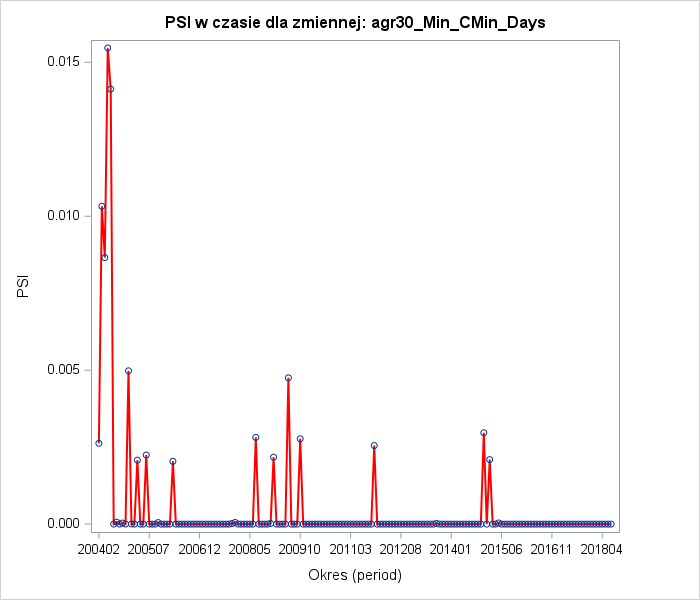 PSI w czasie dla zmiennej: agr30_Min_CMin_Days
0.015
0.010
0.005
0.000
PSI
200402 200507 200612 200805 200910 201103 201208 201401 201506 201611 201804
Okres (period)